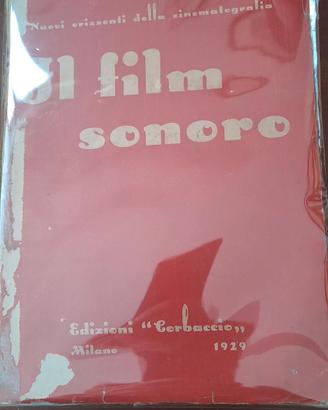 Nuovi orizzonti della cinematografia
Il film
sonoro
Edizioni “Corbaccio„
Milano 1929